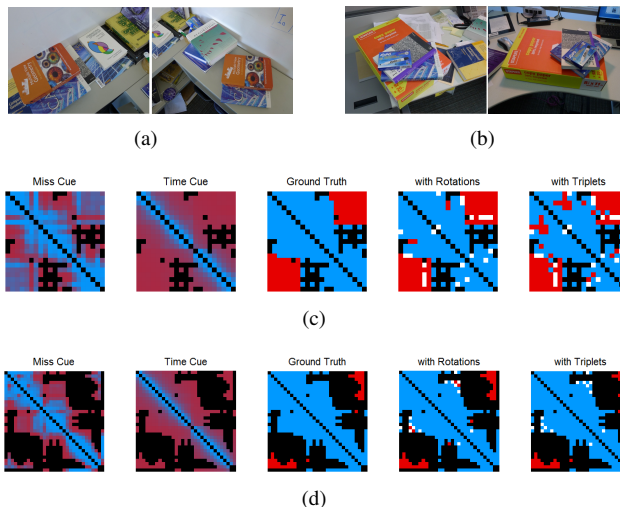 (a)
(b)
Miss Cue
Time Cue
Ground Truth
with Rotations
with Triplets
(c)
Miss Cue
Time Cue
Ground Truth
with Rotations
with Triplets
(d)